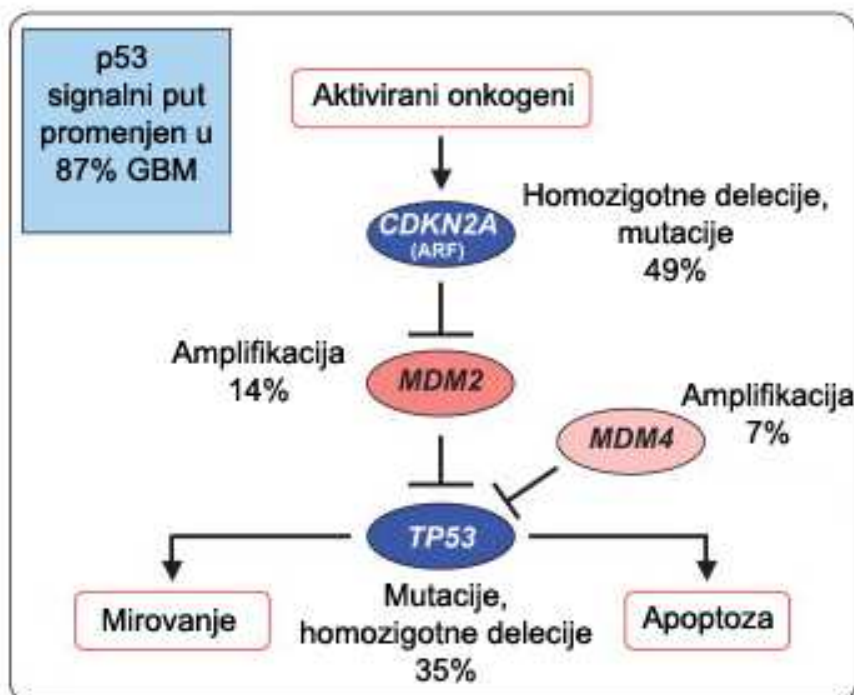 p53
signalni put
promenjen u
87% GBM
Aktivirani onkogeni
CDKN2A
(ARF)
Homozigotne delecije,
mutacije
49%
Amplifikacija
14%
MDM2
Amplifikacija
7%
MDM4
TP53
Mirovanje
Mutacije,
homozigotne delecije
35%
Apoptoza